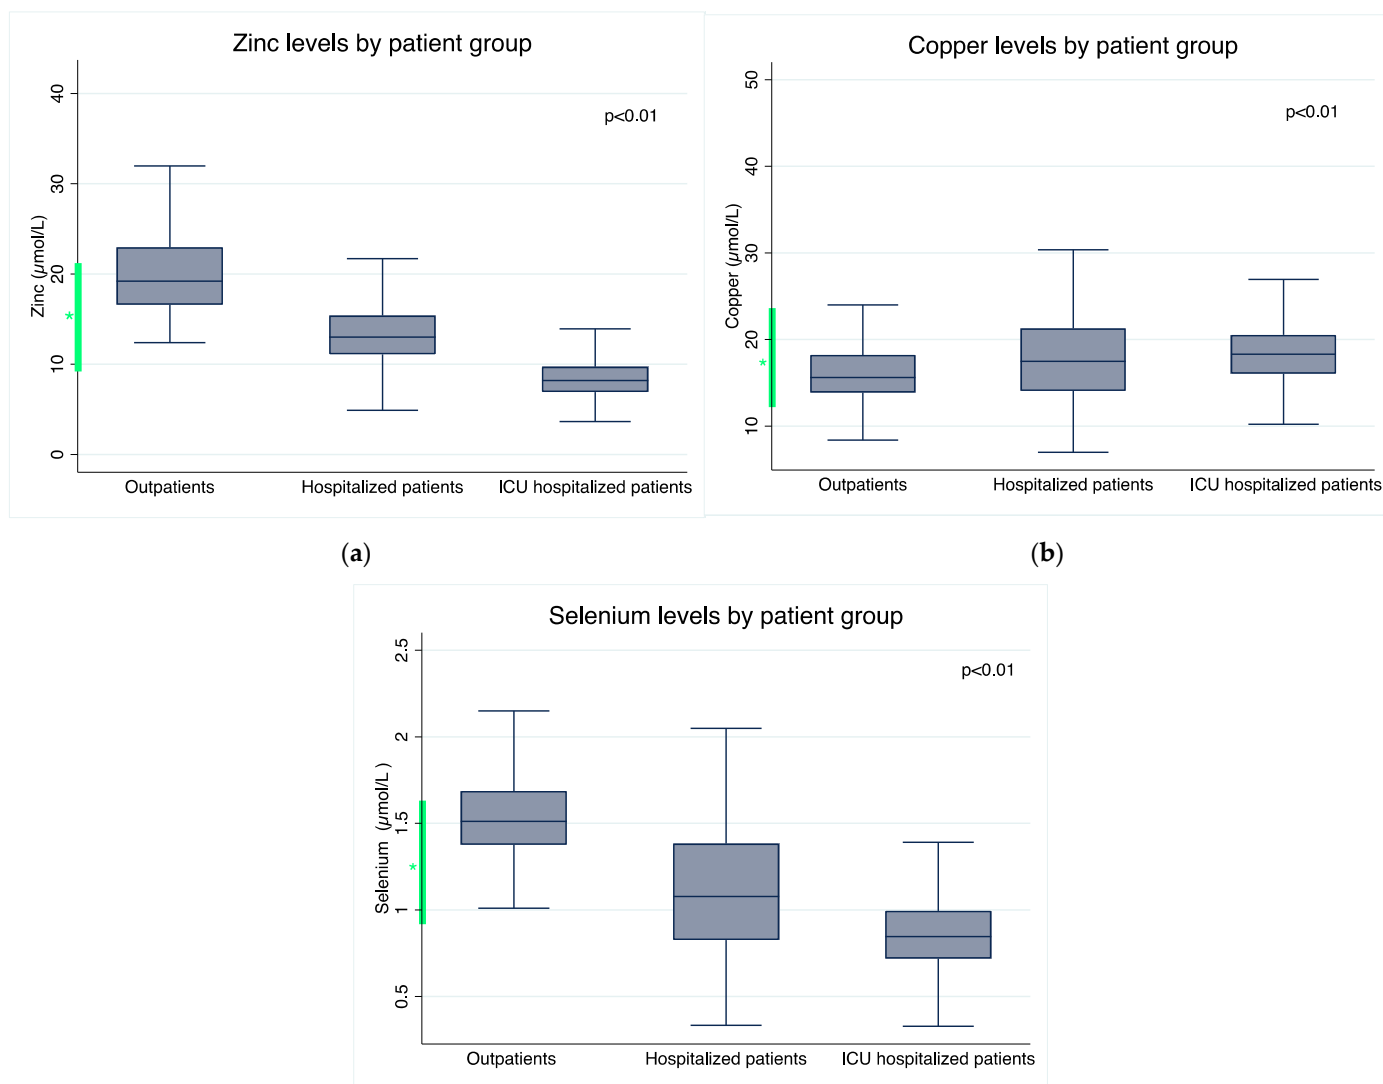 Zinc levels by patient group
p<0.01
Zinc (µmol/L)
40
30
20
10
0
*
Outpatients
Hospitalized patients
ICU hospitalized patients
(a)
Copper levels by patient group
p<0.01
Copper (µmol/L)
50
40
30
20
10
*
Outpatients
Hospitalized patients
ICU hospitalized patients
(b)
Selenium levels by patient group
p<0.01
Selenium (µmol/L )
2.5
2
1.5
1
0.5
*
Outpatients
Hospitalized patients
ICU hospitalized patients